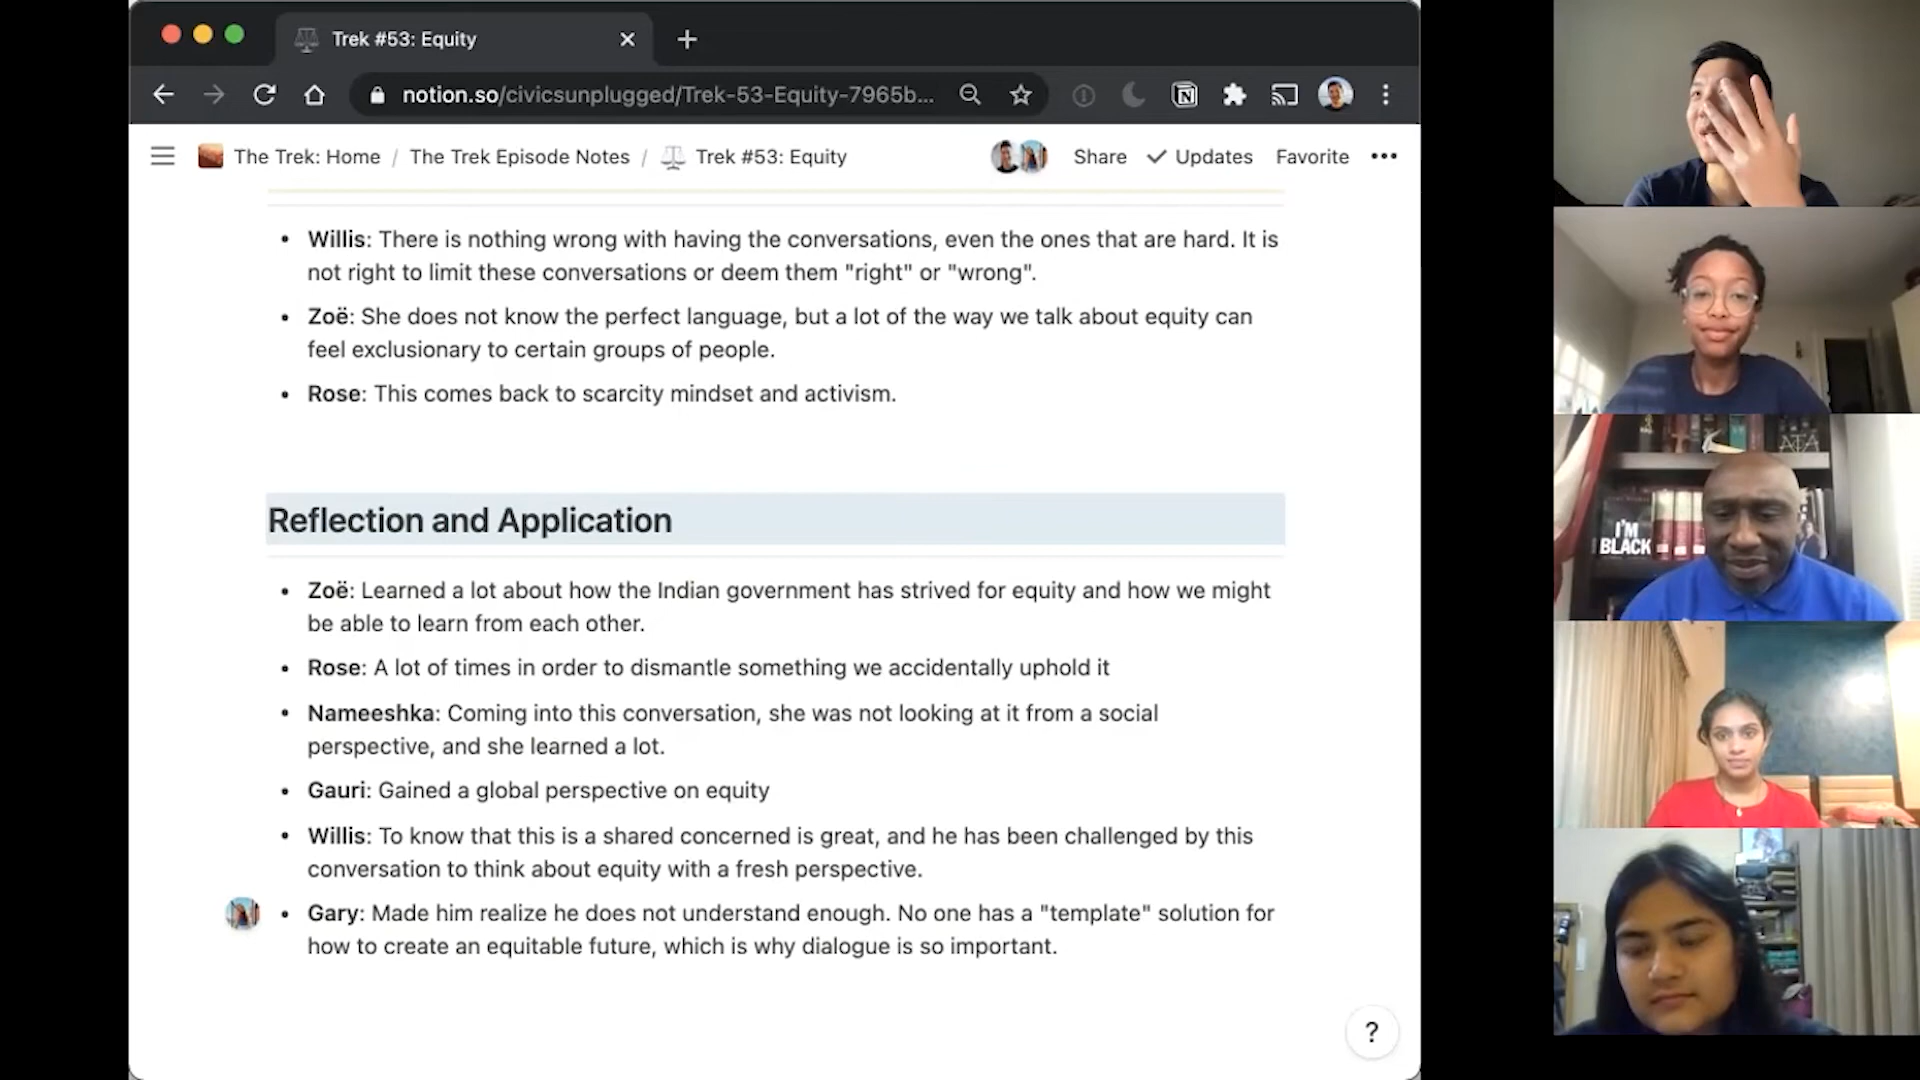 Trek #53: Equity
notion.so/civicsunplugged/Trek-53-Equity-7965b...
The Trek: Home / The Trek Episode Notes / Trek #53: Equity
Share Updates Favorite
Willis: There is nothing wrong with having the conversations, even the ones that are hard. It is
not right to limit these conversations or deem them "right" or "wrong".
Zoë: She does not know the perfect language, but a lot of the way we talk about equity can
feel exclusionary to certain groups of people.
Rose: This comes back to scarcity mindset and activism.
Reflection and Application
Zoë: Learned a lot about how the Indian government has strived for equity and how we might
be able to learn from each other.
Rose: A lot of times in order to dismantle something we accidentally uphold it
Nameeshka: Coming into this conversation, she was not looking at it from a social
perspective, and she learned a lot.
Gauri: Gained a global perspective on equity
Willis: To know that this is a shared concerned is great, and he has been challenged by this
conversation to think about equity with a fresh perspective.
Gary: Made him realize he does not understand enough. No one has a "template" solution for
how to create an equitable future, which is why dialogue is so important.
?
ATA
I'M
BLACK